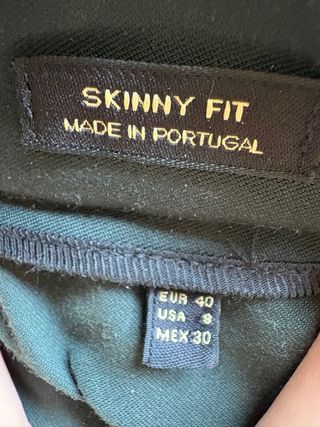 SKINNY FIT
MADE IN PORTUGAL
EUR 40
USA 8
MEX 30